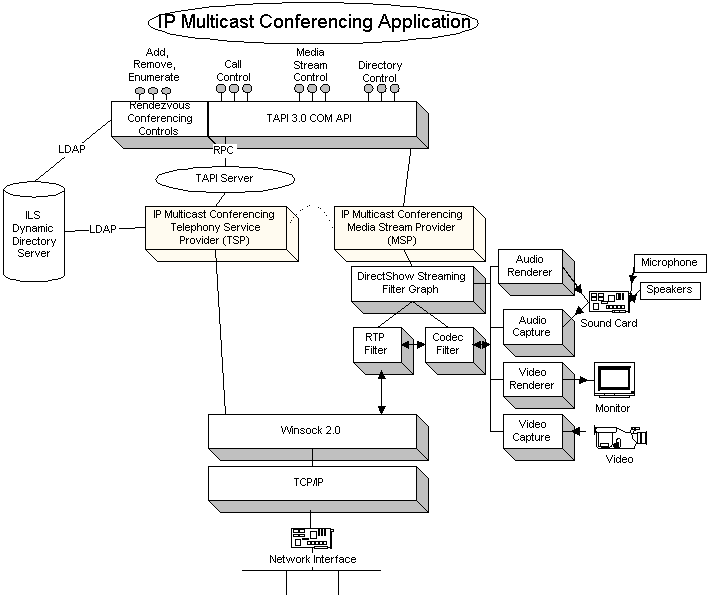 IP Multicast Conferencing Application
Add,
Remove,
Enumerate
Call
Control
Media
Stream
Control
Directory
Control
Rendezvous
Conferencing
Controls
TAPI 3.0 COM API
LDAP
RPC
TAPI Server
ILS
Dynamic
Directory
Server
LDAP
IP Multicast Conferencing
Telephony Service
Provider (TSP)
IP Multicast Conferencing
Media Stream Provider
(MSP)
DirectShow Streaming
Filter Graph
Audio
Renderer
Microphone
Speakers
Sound Card
Audio
Capture
RTP
Filter
Codec
Filter
Video
Renderer
Monitor
Video
Capture
Video
Winsock 2.0
TCP/IP
Network Interface